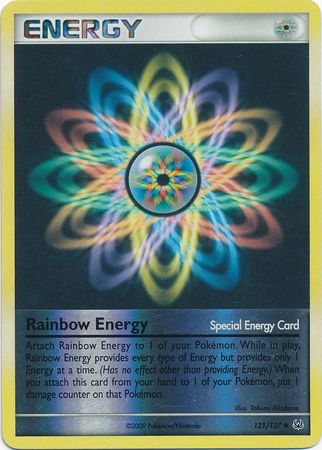 ENERGY
Rainbow Energy
Special Energy Card
Attach Rainbow Energy to 1 of your Pokémon. While in play,
Rainbow Energy provides every type of Energy but provides only 1
Energy at a time. (Has no effect other than providing Energy.) When
you attach this card from your hand to 1 of your Pokémon, put 1
damage counter on that Pokémon.
Illus. Takumi Akabane
©2009 Pokémon/Nintendo
121/127